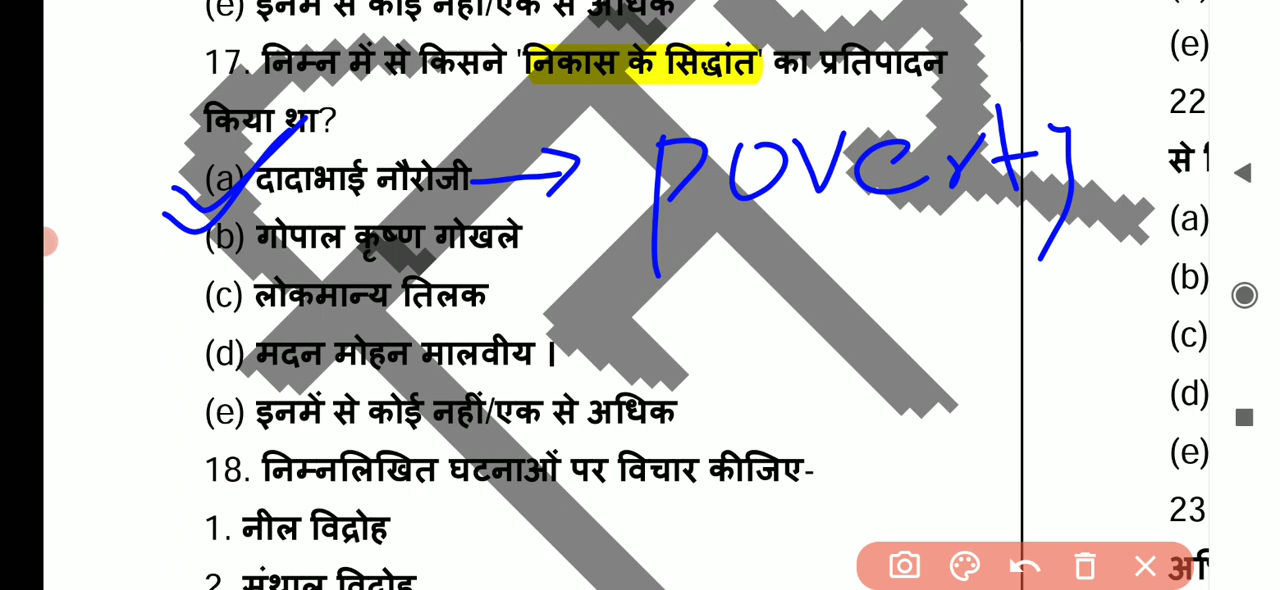 (e) इनमें से कोई नहीं/एक से अधिक
17. निम्न में से किसने 'निकास के सिद्धांत' का प्रतिपादन
किया था?
(a) दादाभाई नौरोजी → poverty
(b) गोपाल कृष्ण गोखले
(c) लोकमान्य तिलक
(d) मदन मोहन मालवीय ।
(e) इनमें से कोई नहीं/एक से अधिक
18. निम्नलिखित घटनाओं पर विचार कीजिए-
1. नील विद्रोह
2. संथाल विद्रोह
(e)
22
से
(a)
(b)
(c)
(d)
(e)
23